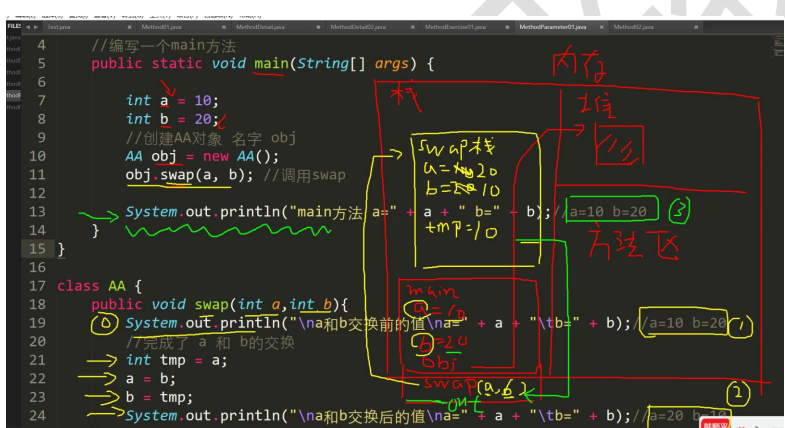 FILES Test.java Method01.java MethodDetail.java MethodDetail02.java MethodExercise01.java MethodParameter01.java Method02.java
4 //编写一个main方法
5 public static void main(String[] args) {
6
7 int a = 10;
8 int b = 20;
9 //创建AA对象 名字 obj
10 AA obj = new AA();
11 obj.swap(a, b); //调用swap
12
13 System.out.println("main方法 a=" + a + " b=" + b);//a=10 b=20 ③
14 }
15 }
16
17 class AA {
18 public void swap(int a,int b){
19 System.out.println("\na和b交换前的值\na=" + a + "\tb=" + b);//a=10 b=20 ①
20 //完成了 a 和 b的交换
21 int tmp = a;
22 a = b;
23 b = tmp;
24 System.out.println("\na和b交换后的值\na=" + a + "\tb=" + b);//a=20 b=10
②
内存
栈
堆
swap栈
a=20
b=10
tmp=10
方法区
main
a=10
b=20
obj
swap(a,b)
out
韩顺平